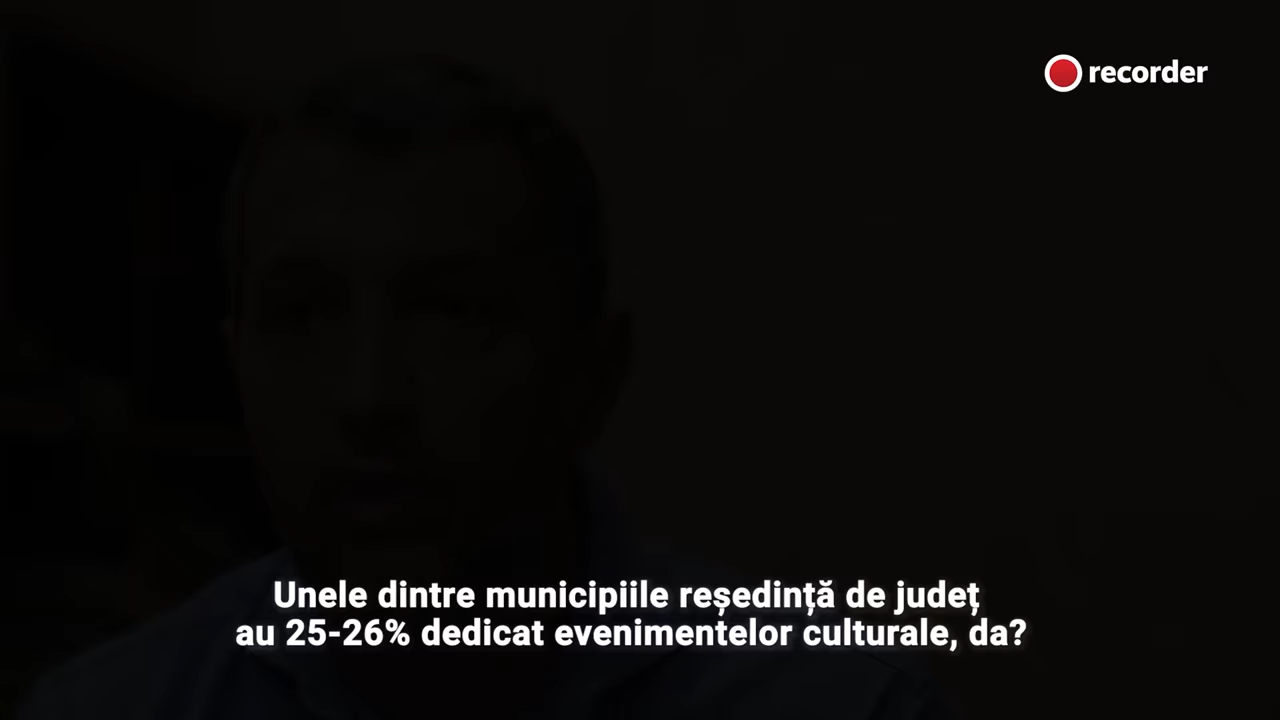 recorder
Unele dintre municipiile reședință de județ
au 25-26% dedicat evenimentelor culturale, da?